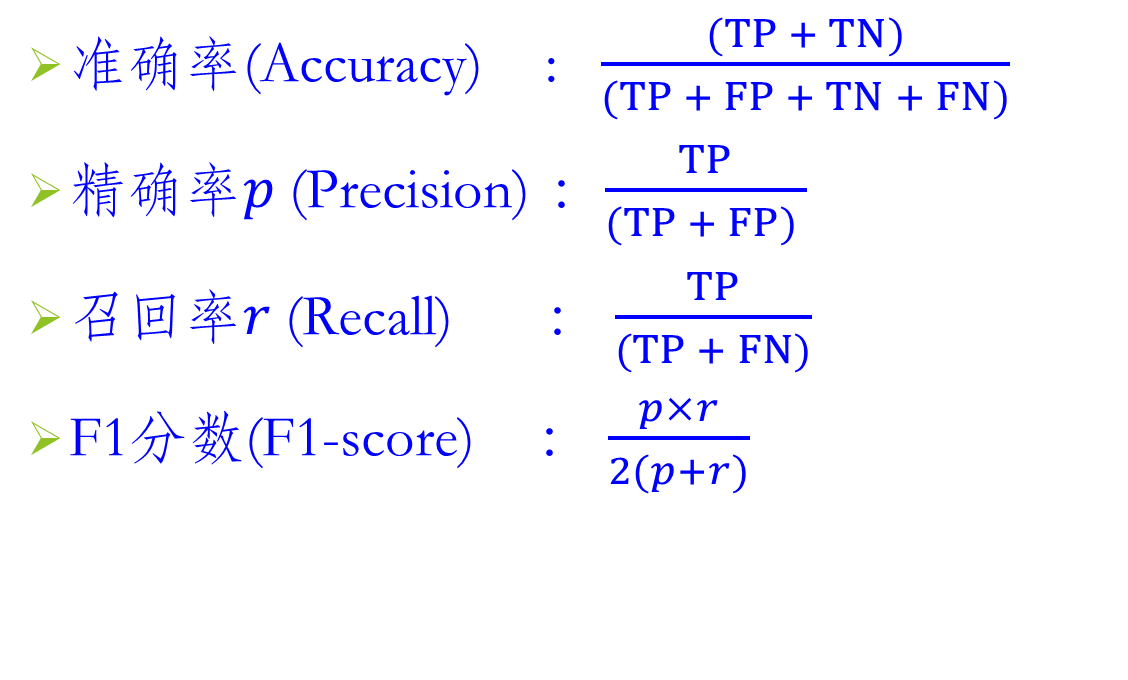 ➢准确率(Accuracy) : (TP + TN) / (TP + FP + TN + FN)
➢精确率p (Precision) : TP / (TP + FP)
➢召回率r (Recall) : TP / (TP + FN)
➢F1分数(F1-score) : p×r / 2(p+r)